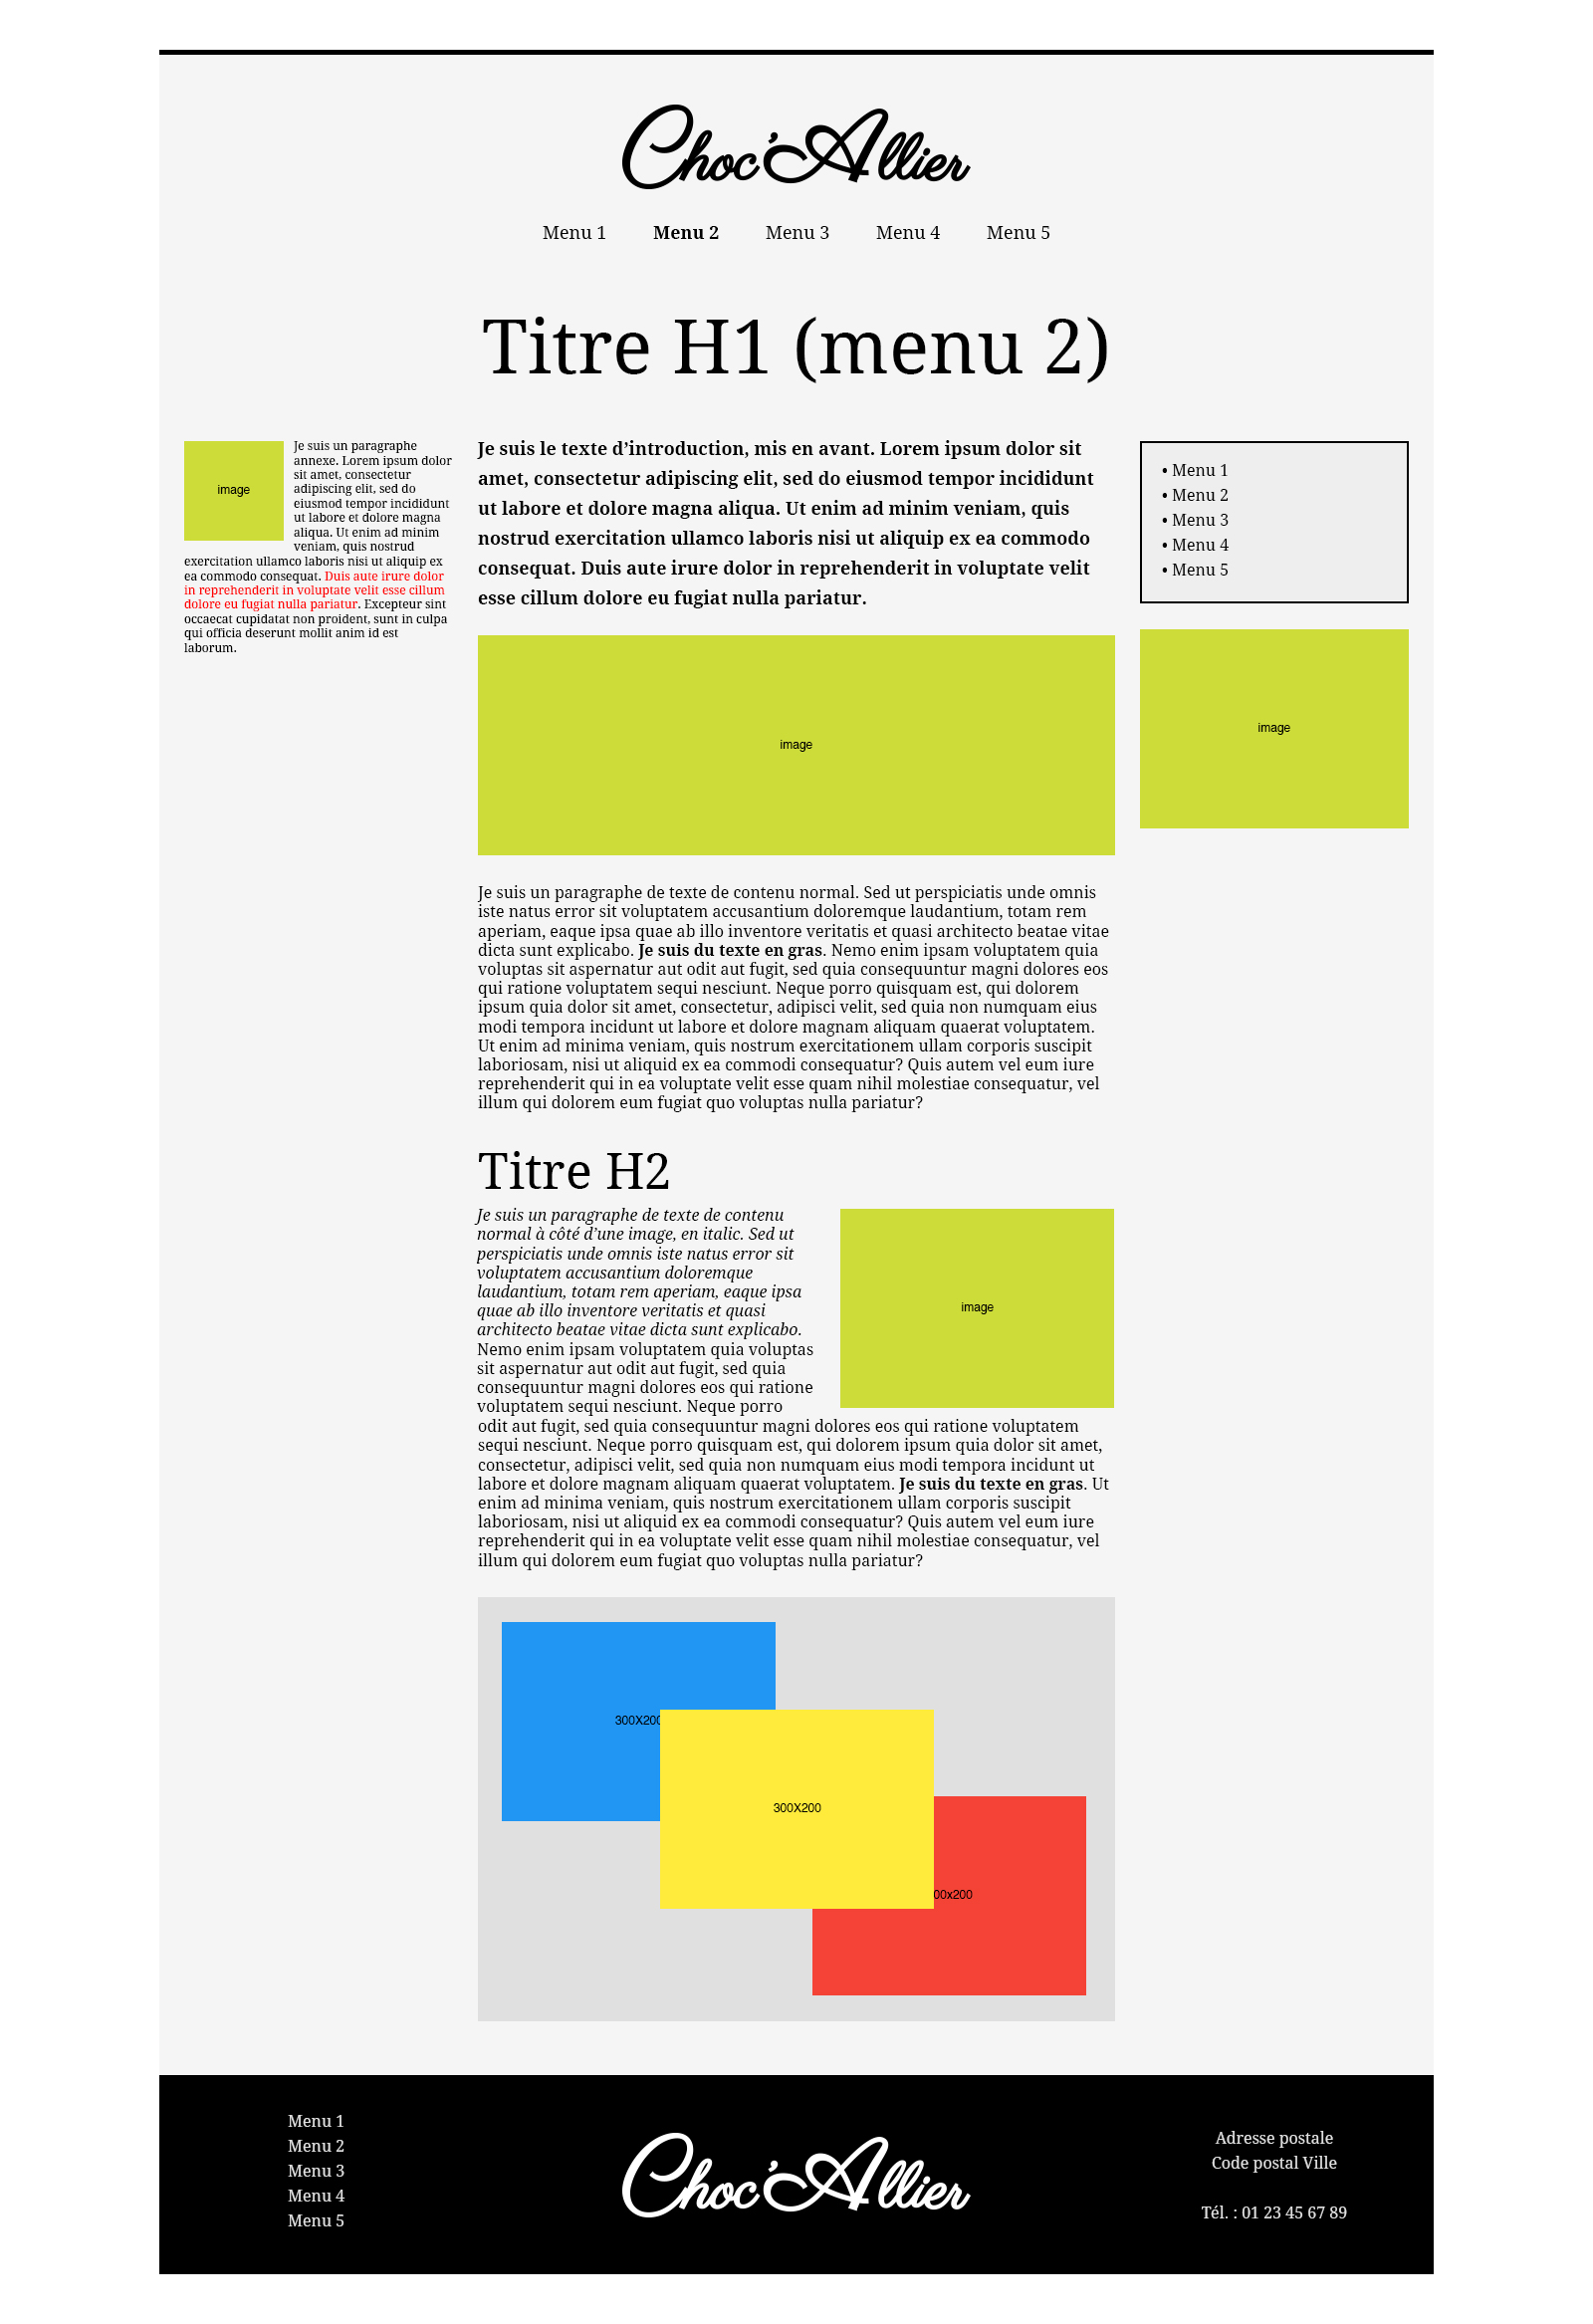 Choc’Allier
Menu 1 Menu 2 Menu 3 Menu 4 Menu 5
Titre H1 (menu 2)
image
Je suis un paragraphe
annexe. Lorem ipsum dolor
sit amet, consectetur
adipiscing elit, sed do
eiusmod tempor incididunt
ut labore et dolore magna
aliqua. Ut enim ad minim
veniam, quis nostrud
exercitation ullamco laboris nisi ut aliquip ex
ea commodo consequat. Duis aute irure dolor
in reprehenderit in voluptate velit esse cillum
dolore eu fugiat nulla pariatur. Excepteur sint
occaecat cupidatat non proident, sunt in culpa
qui officia deserunt mollit anim id est
laborum.
Je suis le texte d’introduction, mis en avant. Lorem ipsum dolor sit
amet, consectetur adipiscing elit, sed do eiusmod tempor incididunt
ut labore et dolore magna aliqua. Ut enim ad minim veniam, quis
nostrud exercitation ullamco laboris nisi ut aliquip ex ea commodo
consequat. Duis aute irure dolor in reprehenderit in voluptate velit
esse cillum dolore eu fugiat nulla pariatur.
image
Je suis un paragraphe de texte de contenu normal. Sed ut perspiciatis unde omnis
iste natus error sit voluptatem accusantium doloremque laudantium, totam rem
aperiam, eaque ipsa quae ab illo inventore veritatis et quasi architecto beatae vitae
dicta sunt explicabo. Je suis du texte en gras. Nemo enim ipsam voluptatem quia
voluptas sit aspernatur aut odit aut fugit, sed quia consequuntur magni dolores eos
qui ratione voluptatem sequi nesciunt. Neque porro quisquam est, qui dolorem
ipsum quia dolor sit amet, consectetur, adipisci velit, sed quia non numquam eius
modi tempora incidunt ut labore et dolore magnam aliquam quaerat voluptatem.
Ut enim ad minima veniam, quis nostrum exercitationem ullam corporis suscipit
laboriosam, nisi ut aliquid ex ea commodi consequatur? Quis autem vel eum iure
reprehenderit qui in ea voluptate velit esse quam nihil molestiae consequatur, vel
illum qui dolorem eum fugiat quo voluptas nulla pariatur?
Titre H2
Je suis un paragraphe de texte de contenu
normal à côté d’une image, en italic. Sed ut
perspiciatis unde omnis iste natus error sit
voluptatem accusantium doloremque
laudantium, totam rem aperiam, eaque ipsa
quae ab illo inventore veritatis et quasi
architecto beatae vitae dicta sunt explicabo.
Nemo enim ipsam voluptatem quia voluptas
sit aspernatur aut odit aut fugit, sed quia
consequuntur magni dolores eos qui ratione
voluptatem sequi nesciunt. Neque porro
image
odit aut fugit, sed quia consequuntur magni dolores eos qui ratione voluptatem
sequi nesciunt. Neque porro quisquam est, qui dolorem ipsum quia dolor sit amet,
consectetur, adipisci velit, sed quia non numquam eius modi tempora incidunt ut
labore et dolore magnam aliquam quaerat voluptatem. Je suis du texte en gras. Ut
enim ad minima veniam, quis nostrum exercitationem ullam corporis suscipit
laboriosam, nisi ut aliquid ex ea commodi consequatur? Quis autem vel eum iure
reprehenderit qui in ea voluptate velit esse quam nihil molestiae consequatur, vel
illum qui dolorem eum fugiat quo voluptas nulla pariatur?
300X200
300X200
00x200
• Menu 1
• Menu 2
• Menu 3
• Menu 4
• Menu 5
image
Menu 1
Menu 2
Menu 3
Menu 4
Menu 5
Choc’Allier
Adresse postale
Code postal Ville
Tél. : 01 23 45 67 89